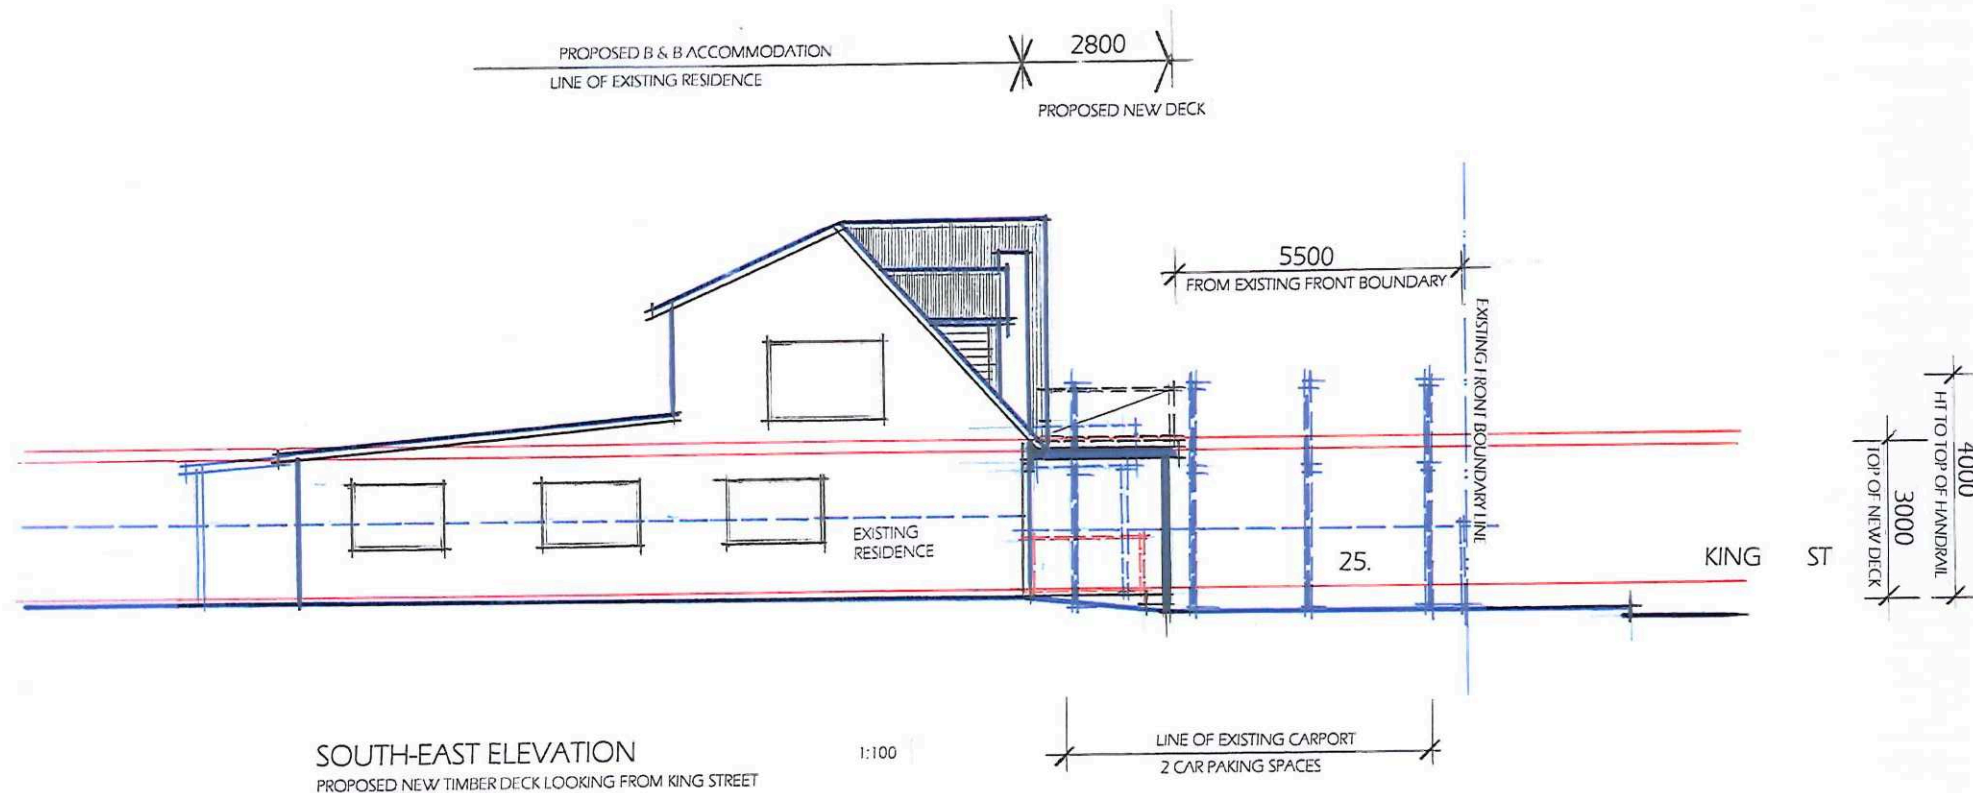 PROPOSED B & B ACCOMMODATION
LINE OF EXISTING RESIDENCE
2800
PROPOSED NEW DECK
5500
FROM EXISTING FRONT BOUNDARY
EXISTING FRONT BOUNDARY LINE
EXISTING
RESIDENCE
25.
KING ST
3000
TOP OF NEW DECK
4000
HT TO TOP OF HANDRAIL
SOUTH-EAST ELEVATION
PROPOSED NEW TIMBER DECK LOOKING FROM KING STREET
1:100
LINE OF EXISTING CARPORT
2 CAR PAKING SPACES